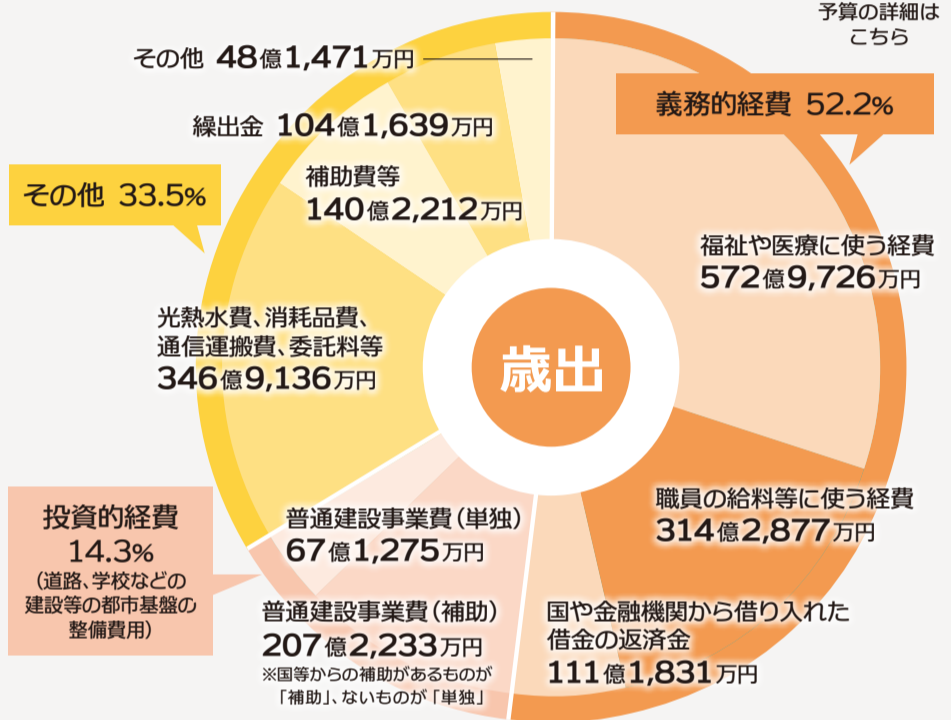 予算の詳細は
こちら
義務的経費 52.2%
福祉や医療に使う経費
572億9,726万円
職員の給料等に使う経費
314億2,877万円
国や金融機関から借り入れた
借金の返済金
111億1,831万円
投資的経費
14.3%
(道路、学校などの
建設等の都市基盤の
整備費用)
普通建設事業費(補助)
207億2,233万円
※国等からの補助があるものが
「補助」、ないものが「単独」
普通建設事業費(単独)
67億1,275万円
その他 33.5%
光熱水費、消耗品費、
通信運搬費、委託料等
346億9,136万円
補助費等
140億2,212万円
繰出金 104億1,639万円
その他 48億1,471万円
歳出